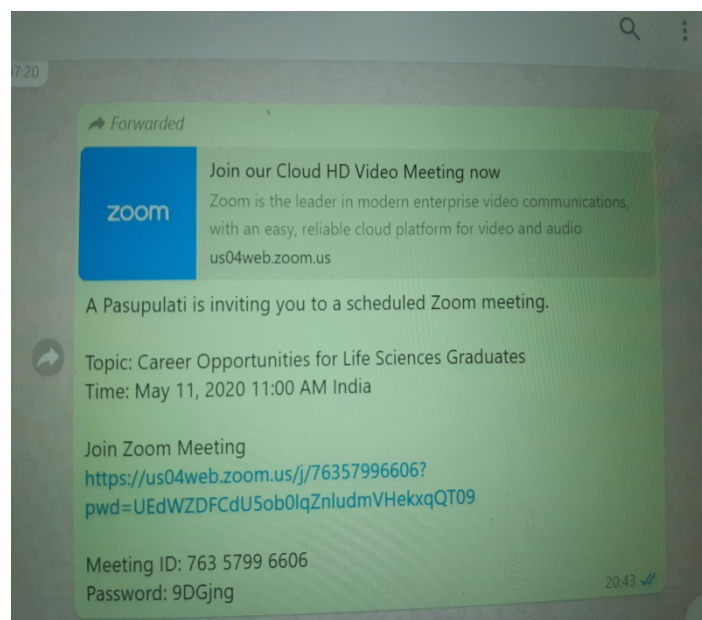 7:20
Forwarded
zoom
Join our Cloud HD Video Meeting now
Zoom is the leader in modern enterprise video communications,
with an easy, reliable cloud platform for video and audio
us04web.zoom.us
A Pasupulati is inviting you to a scheduled Zoom meeting.
Topic: Career Opportunities for Life Sciences Graduates
Time: May 11, 2020 11:00 AM India
Join Zoom Meeting
https://us04web.zoom.us/j/76357996606?
pwd=UEdWZDFCdU5ob0lqZnludmVHekxqQT09
Meeting ID: 763 5799 6606
Password: 9DGjng
20:43